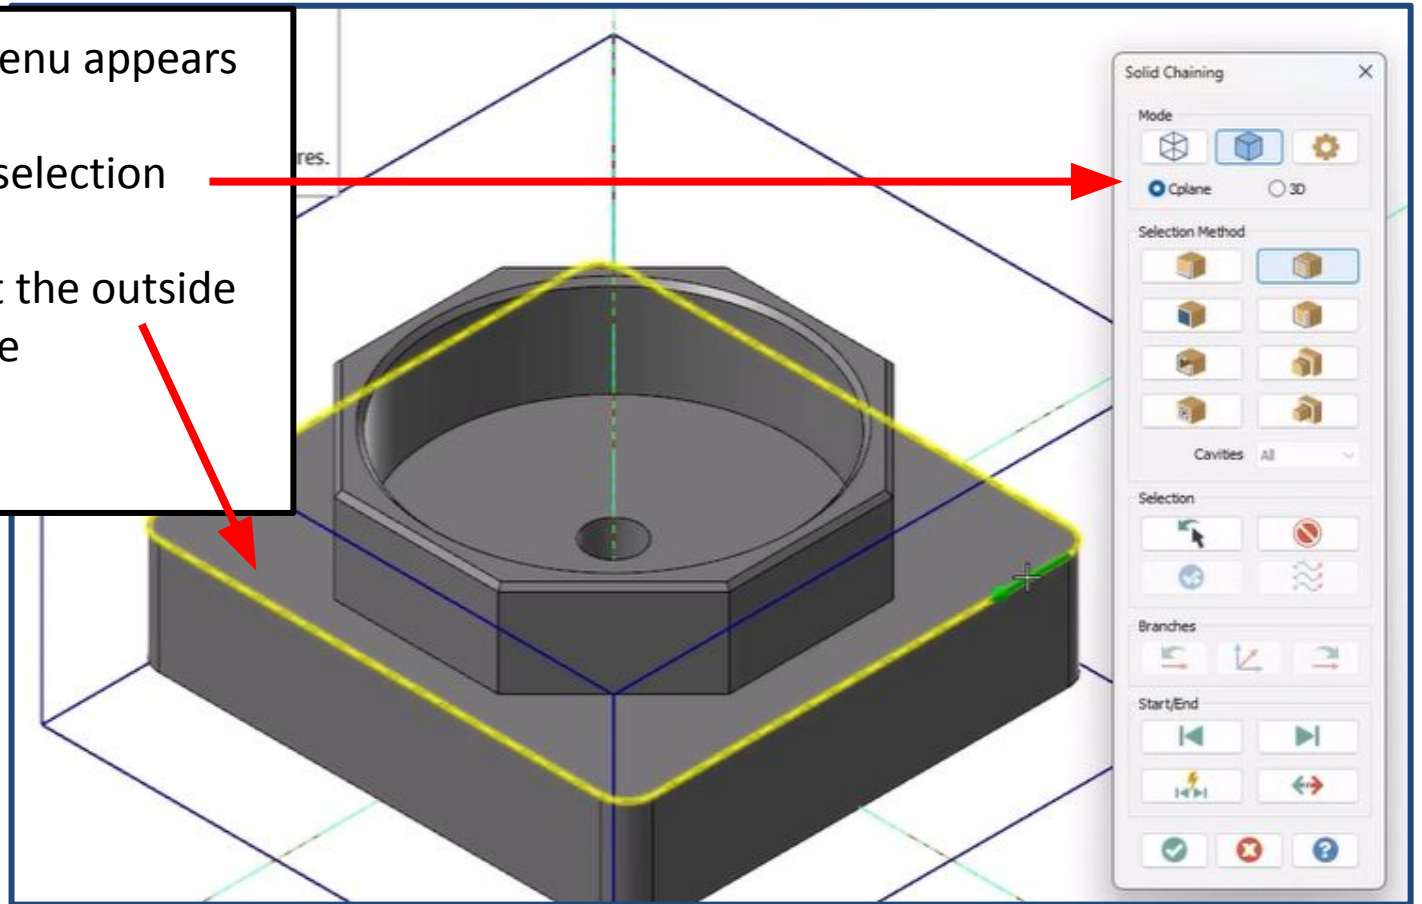 enu appears
selection
t the outside
e
res.
Solid Chaining
Mode
Cplane 3D
Selection Method
Cavities All
Selection
Branches
Start/End